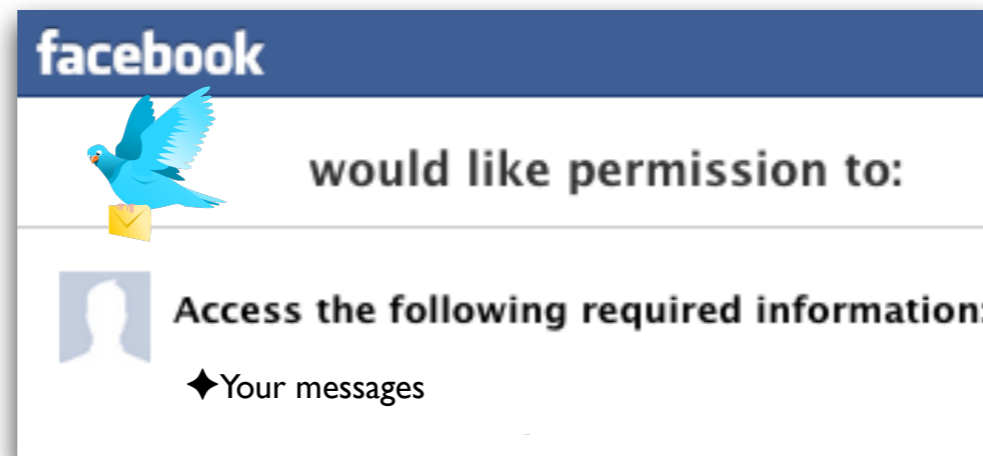 facebook
would like permission to:
Access the following required information:
✦Your messages